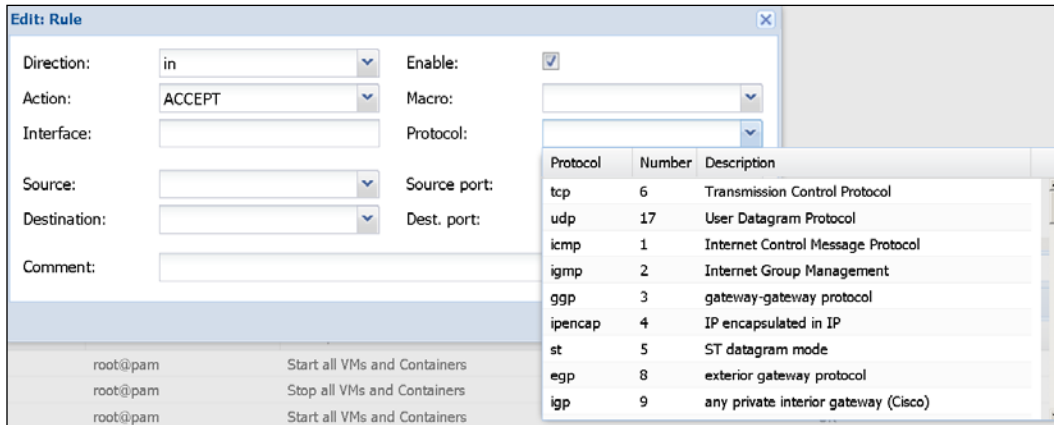 Edit: Rule
Direction: in Enable:
Action: ACCEPT Macro:
Interface: Protocol:
Protocol Number Description
Source: Source port: tcp 6 Transmission Control Protocol
Destination: Dest. port: udp 17 User Datagram Protocol
icmp 1 Internet Control Message Protocol
Comment: igmp 2 Internet Group Management
ggp 3 gateway-gateway protocol
ipencap 4 IP encapsulated in IP
root@pam Start all VMs and Containers st 5 ST datagram mode
root@pam Stop all VMs and Containers egp 8 exterior gateway protocol
root@pam Start all VMs and Containers igp 9 any private interior gateway (Cisco)